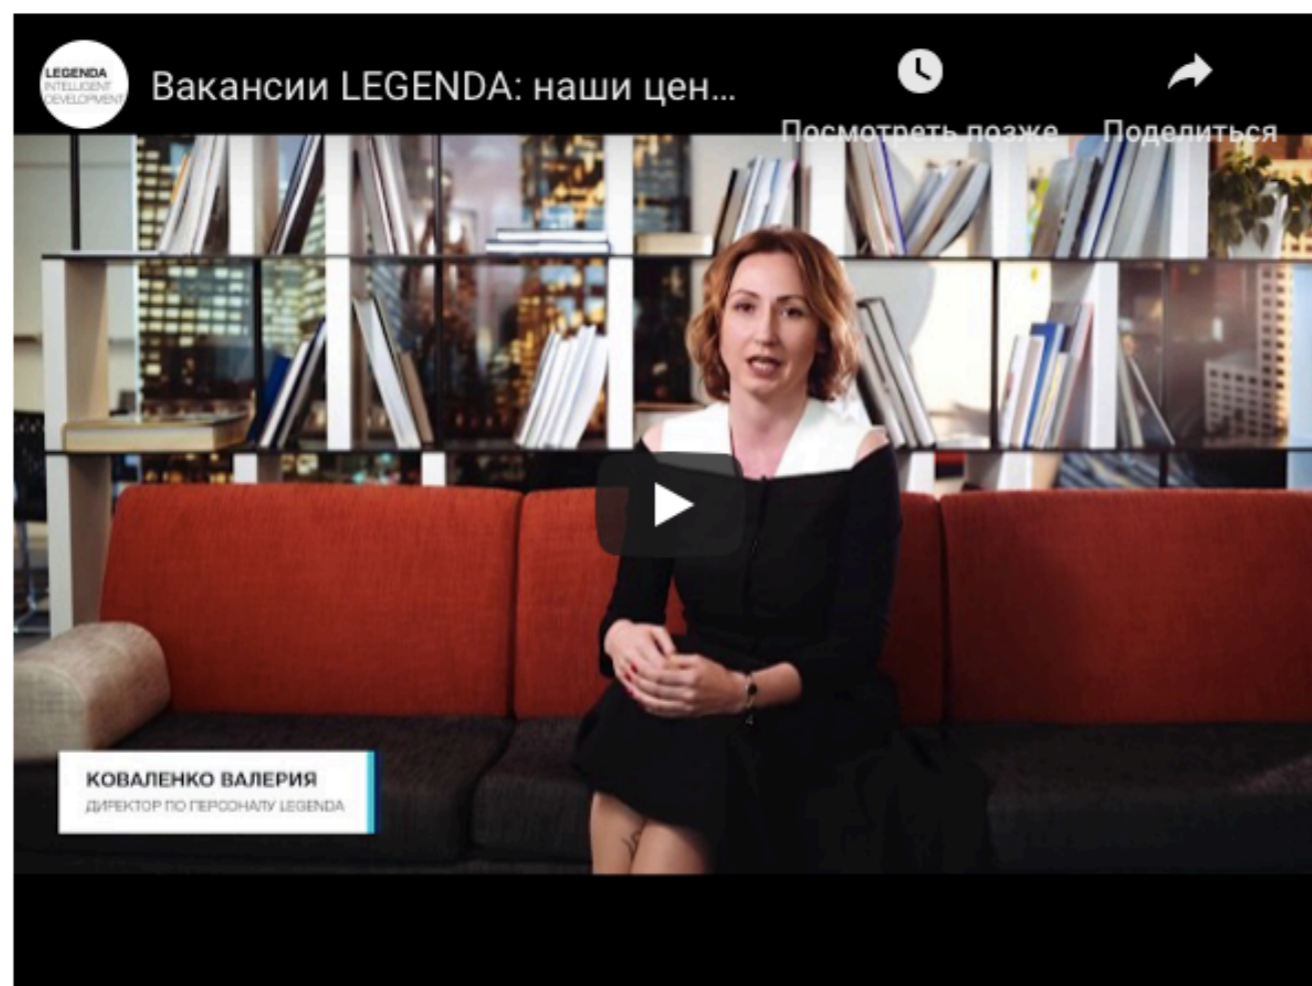 LEGENDA
INTELLIGENT
DEVELOPMENT
Вакансии LEGENDA: наши цен...
Посмотреть позже
Поделиться
КОВАЛЕНКО ВАЛЕРИЯ
ДИРЕКТОР ПО ПЕРСОНАЛУ LEGENDA